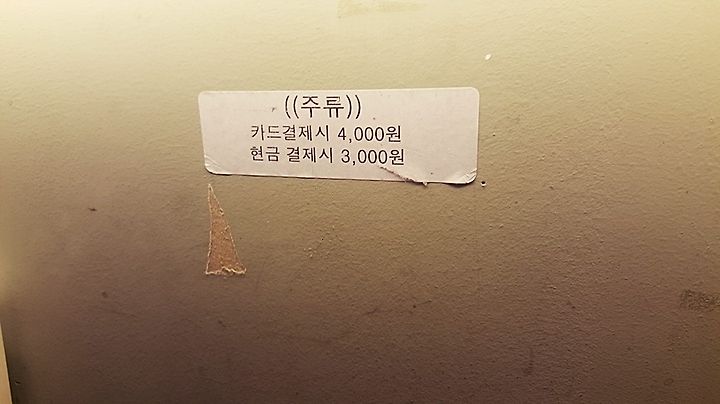 ((주류))
카드결제시 4,000원
현금 결제시 3,000원